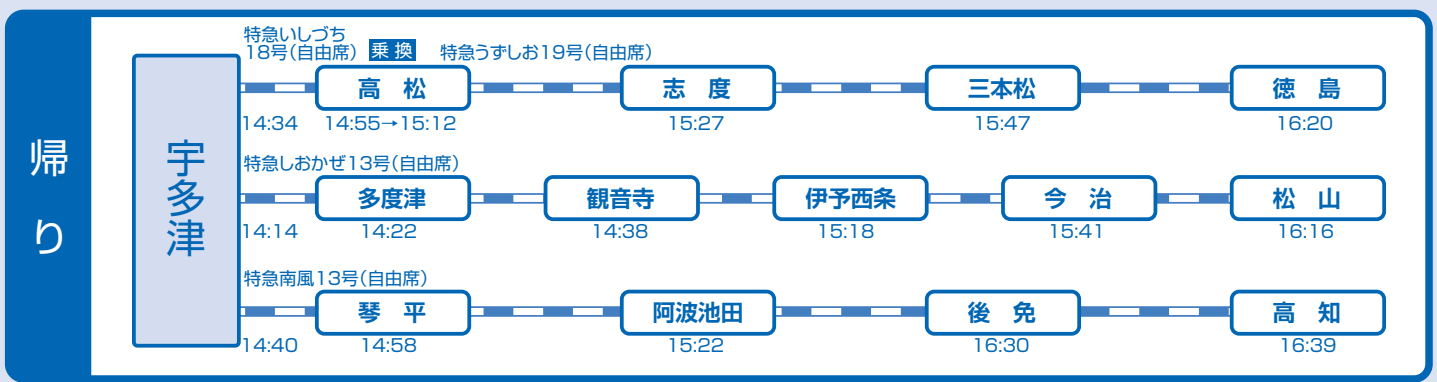 帰り
宇多津
特急いしづち
18号(自由席) 乗換 特急うずしお19号(自由席)
高松 志度 三本松 徳島
14:34 14:55→15:12 15:27 15:47 16:20
特急しおかぜ13号(自由席)
多度津 観音寺 伊予西条 今治 松山
14:14 14:22 14:38 15:18 15:41 16:16
特急南風13号(自由席)
琴平 阿波池田 後免 高知
14:40 14:58 15:22 16:30 16:39